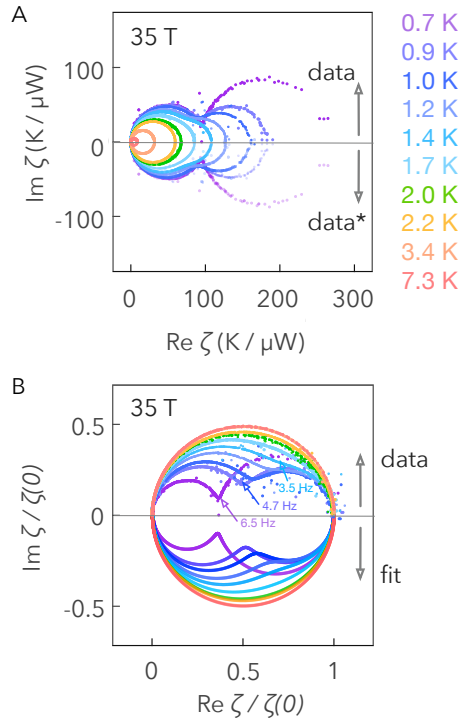 A
35 T
100
0
-100
Im ζ (K / μW)
0
100
200
300
Re ζ (K / μW)
data
data*
0.7 K
0.9 K
1.0 K
1.2 K
1.4 K
1.7 K
2.0 K
2.2 K
3.4 K
7.3 K
B
35 T
0.5
0
-0.5
Im ζ / ζ(0)
3.5 Hz
4.7 Hz
6.5 Hz
data
fit
0
0.5
1
Re ζ / ζ(0)